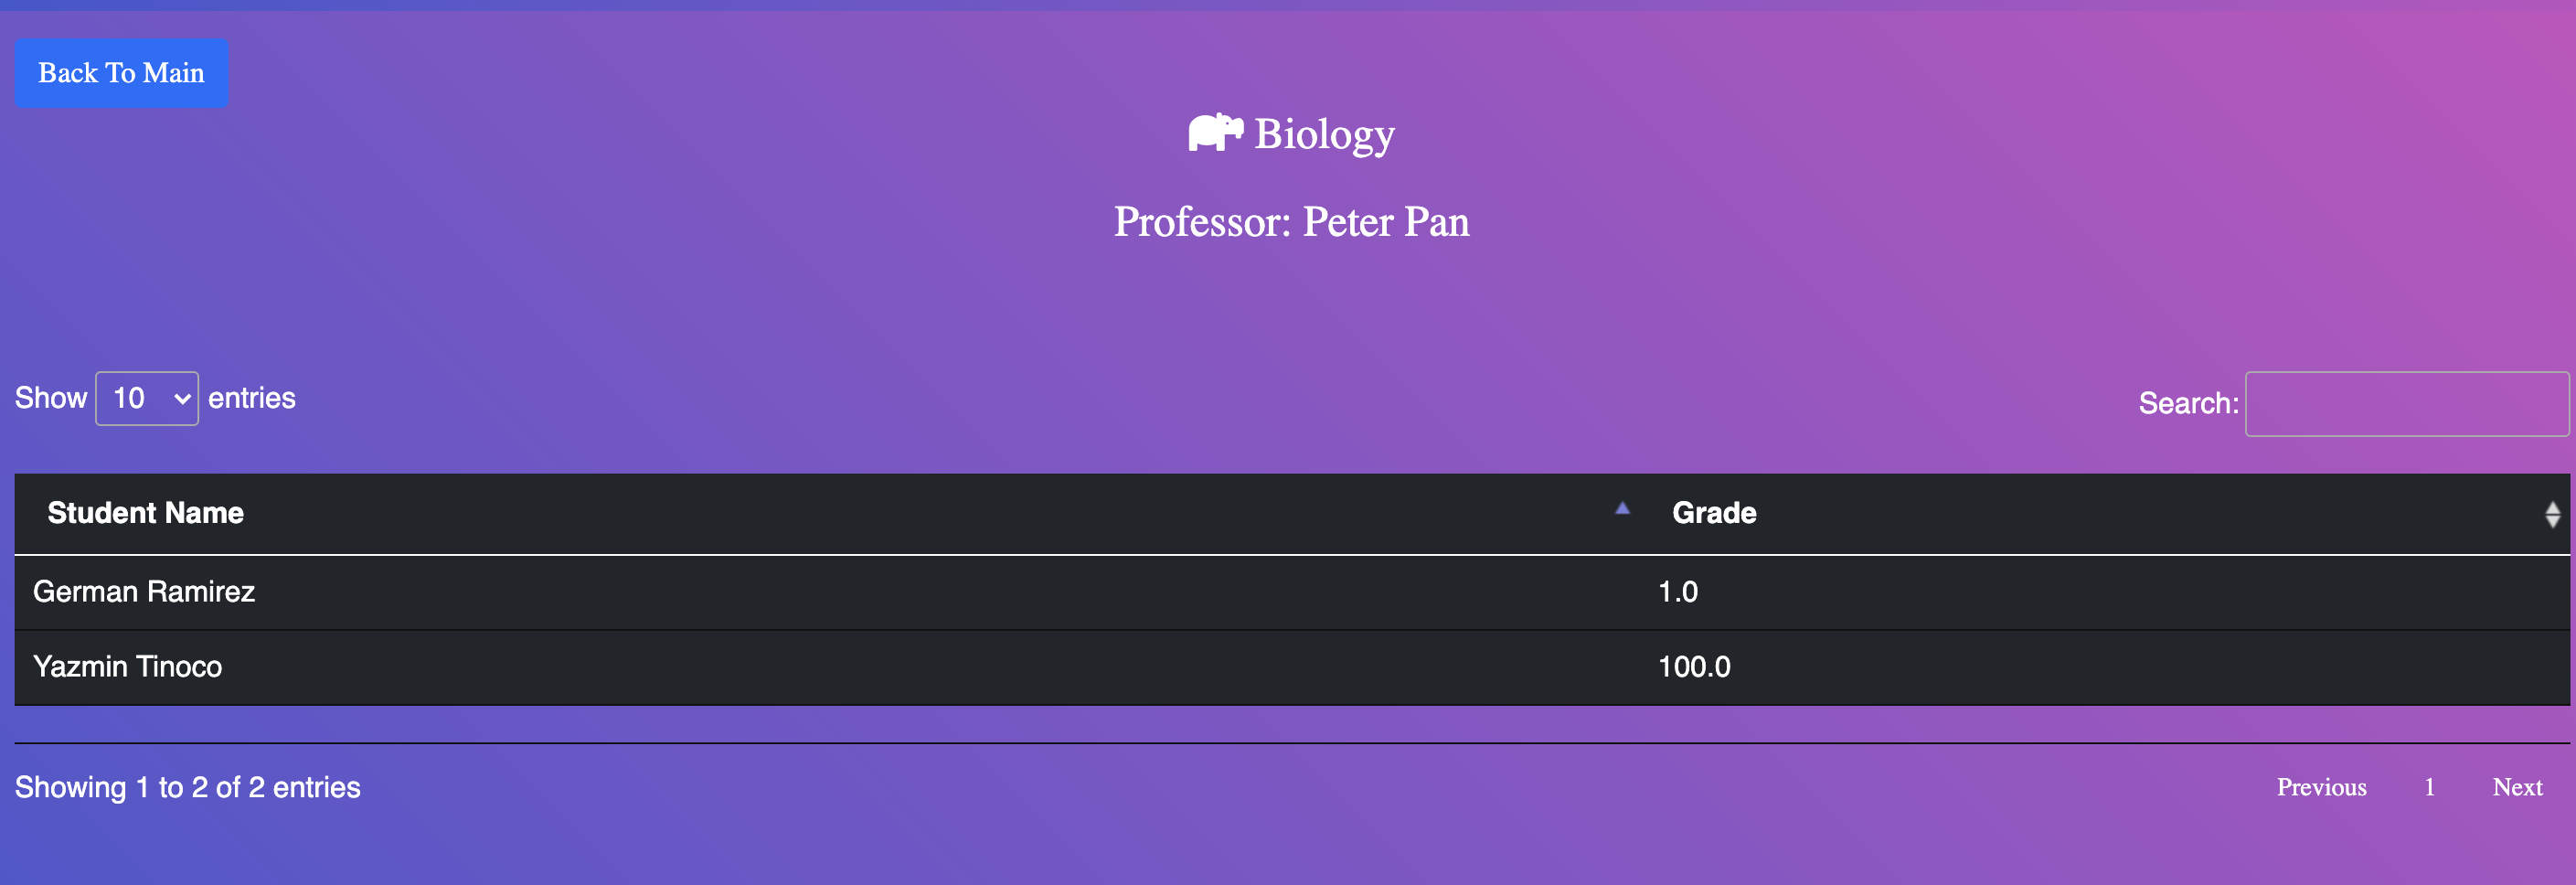 Back To Main
Biology
Professor: Peter Pan
Show 10 entries
Search:
Student Name Grade
German Ramirez 1.0
Yazmin Tinoco 100.0
Showing 1 to 2 of 2 entries
Previous 1 Next